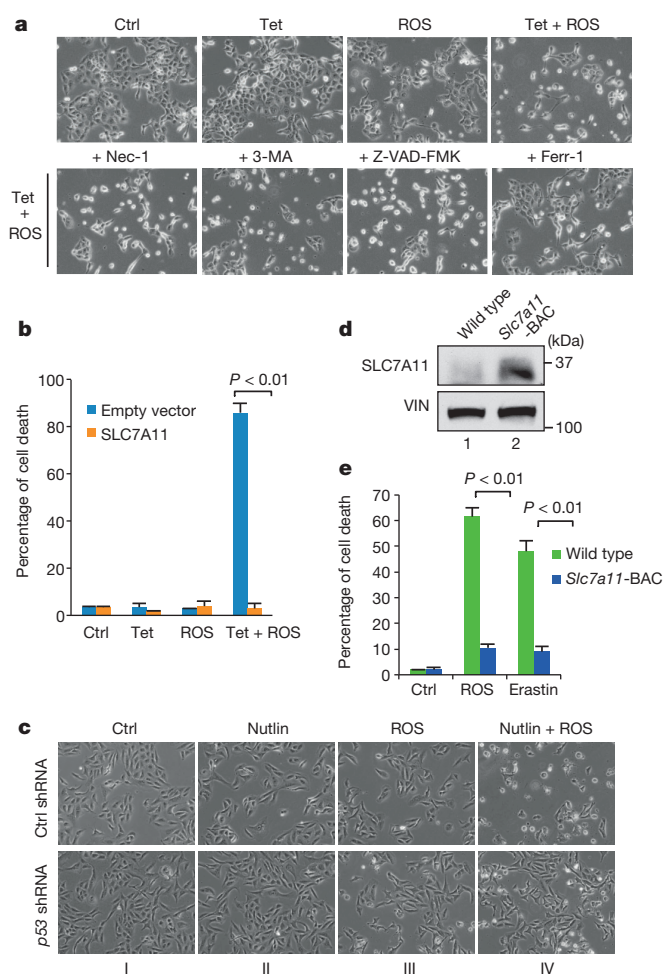 a
Ctrl Tet ROS Tet + ROS
+ Nec-1 + 3-MA + Z-VAD-FMK + Ferr-1
Tet
+
ROS
b
Percentage of cell death
100
80
60
40
20
0
P < 0.01
Empty vector
SLC7A11
Ctrl Tet ROS Tet + ROS
d
Wild type
Slc7a11
-BAC
(kDa)
SLC7A11
37
VIN
100
1 2
e
Percentage of cell death
70
60
50
40
30
20
10
0
P < 0.01
P < 0.01
Wild type
Slc7a11-BAC
Ctrl ROS Erastin
c
Ctrl Nutlin ROS Nutlin + ROS
Ctrl shRNA
p53 shRNA
I II III IV